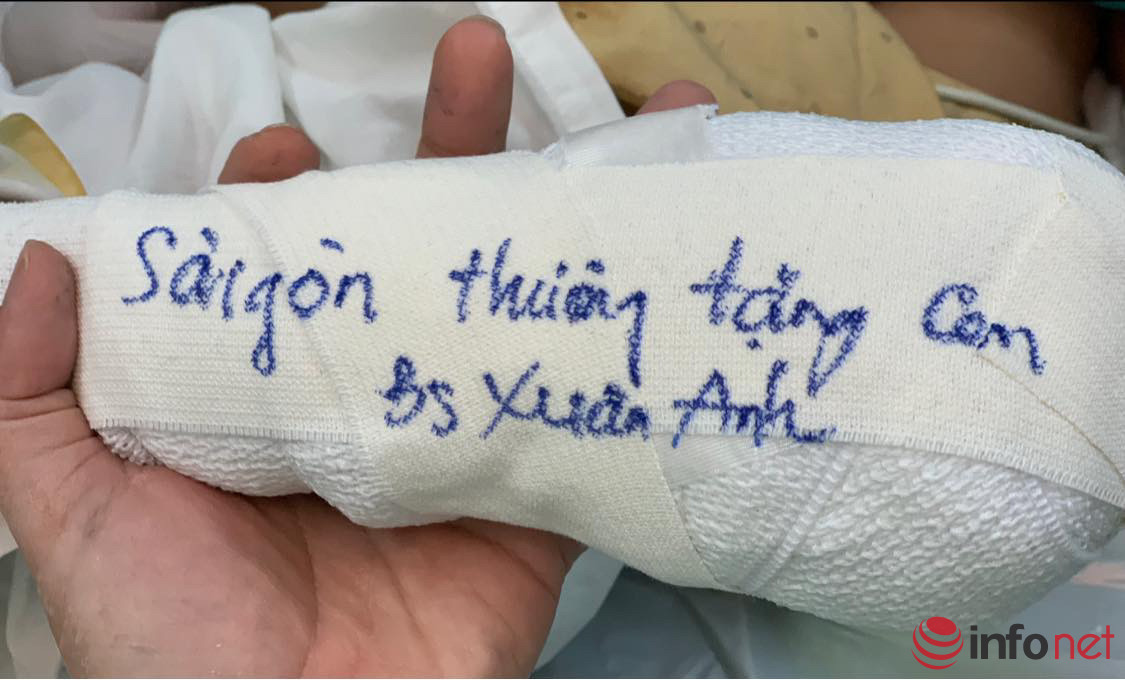 Sàigòn thương tặng Con
BS Xuân Anh
infonet